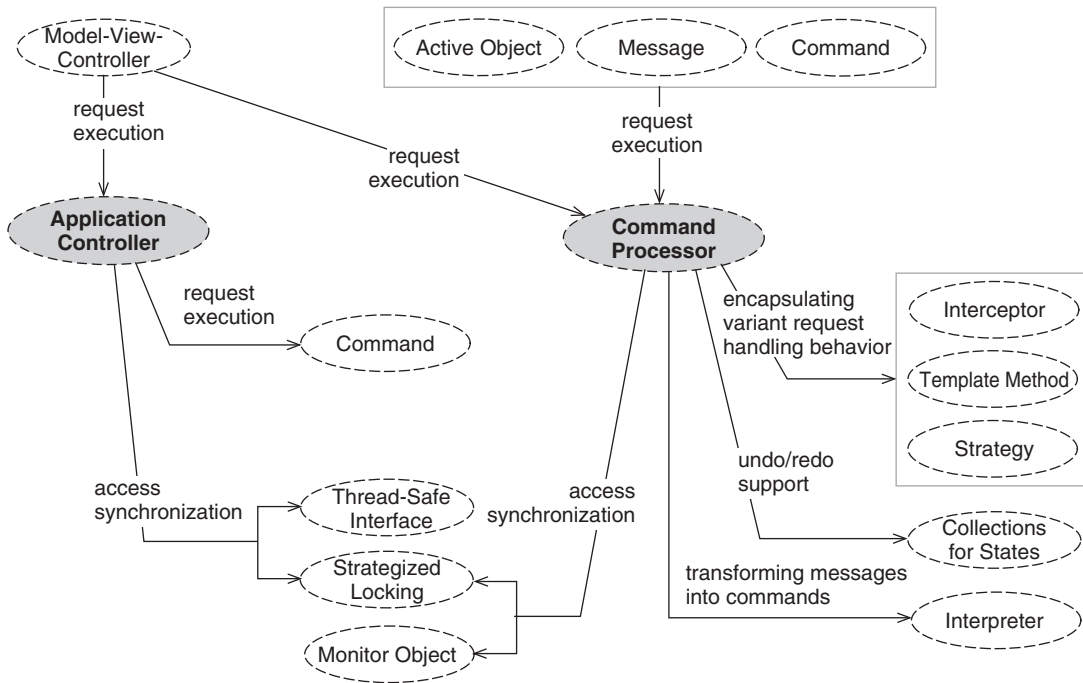 Model-View-
Controller
Active Object
Message
Command
request
execution
request
execution
request
execution
Application
Controller
Command
Processor
request
execution
Command
encapsulating
variant request
handling behavior
Interceptor
Template Method
Strategy
undo/redo
support
access
synchronization
Thread-Safe
Interface
access
synchronization
Collections
for States
Strategized
Locking
transforming messages
into commands
Interpreter
Monitor Object